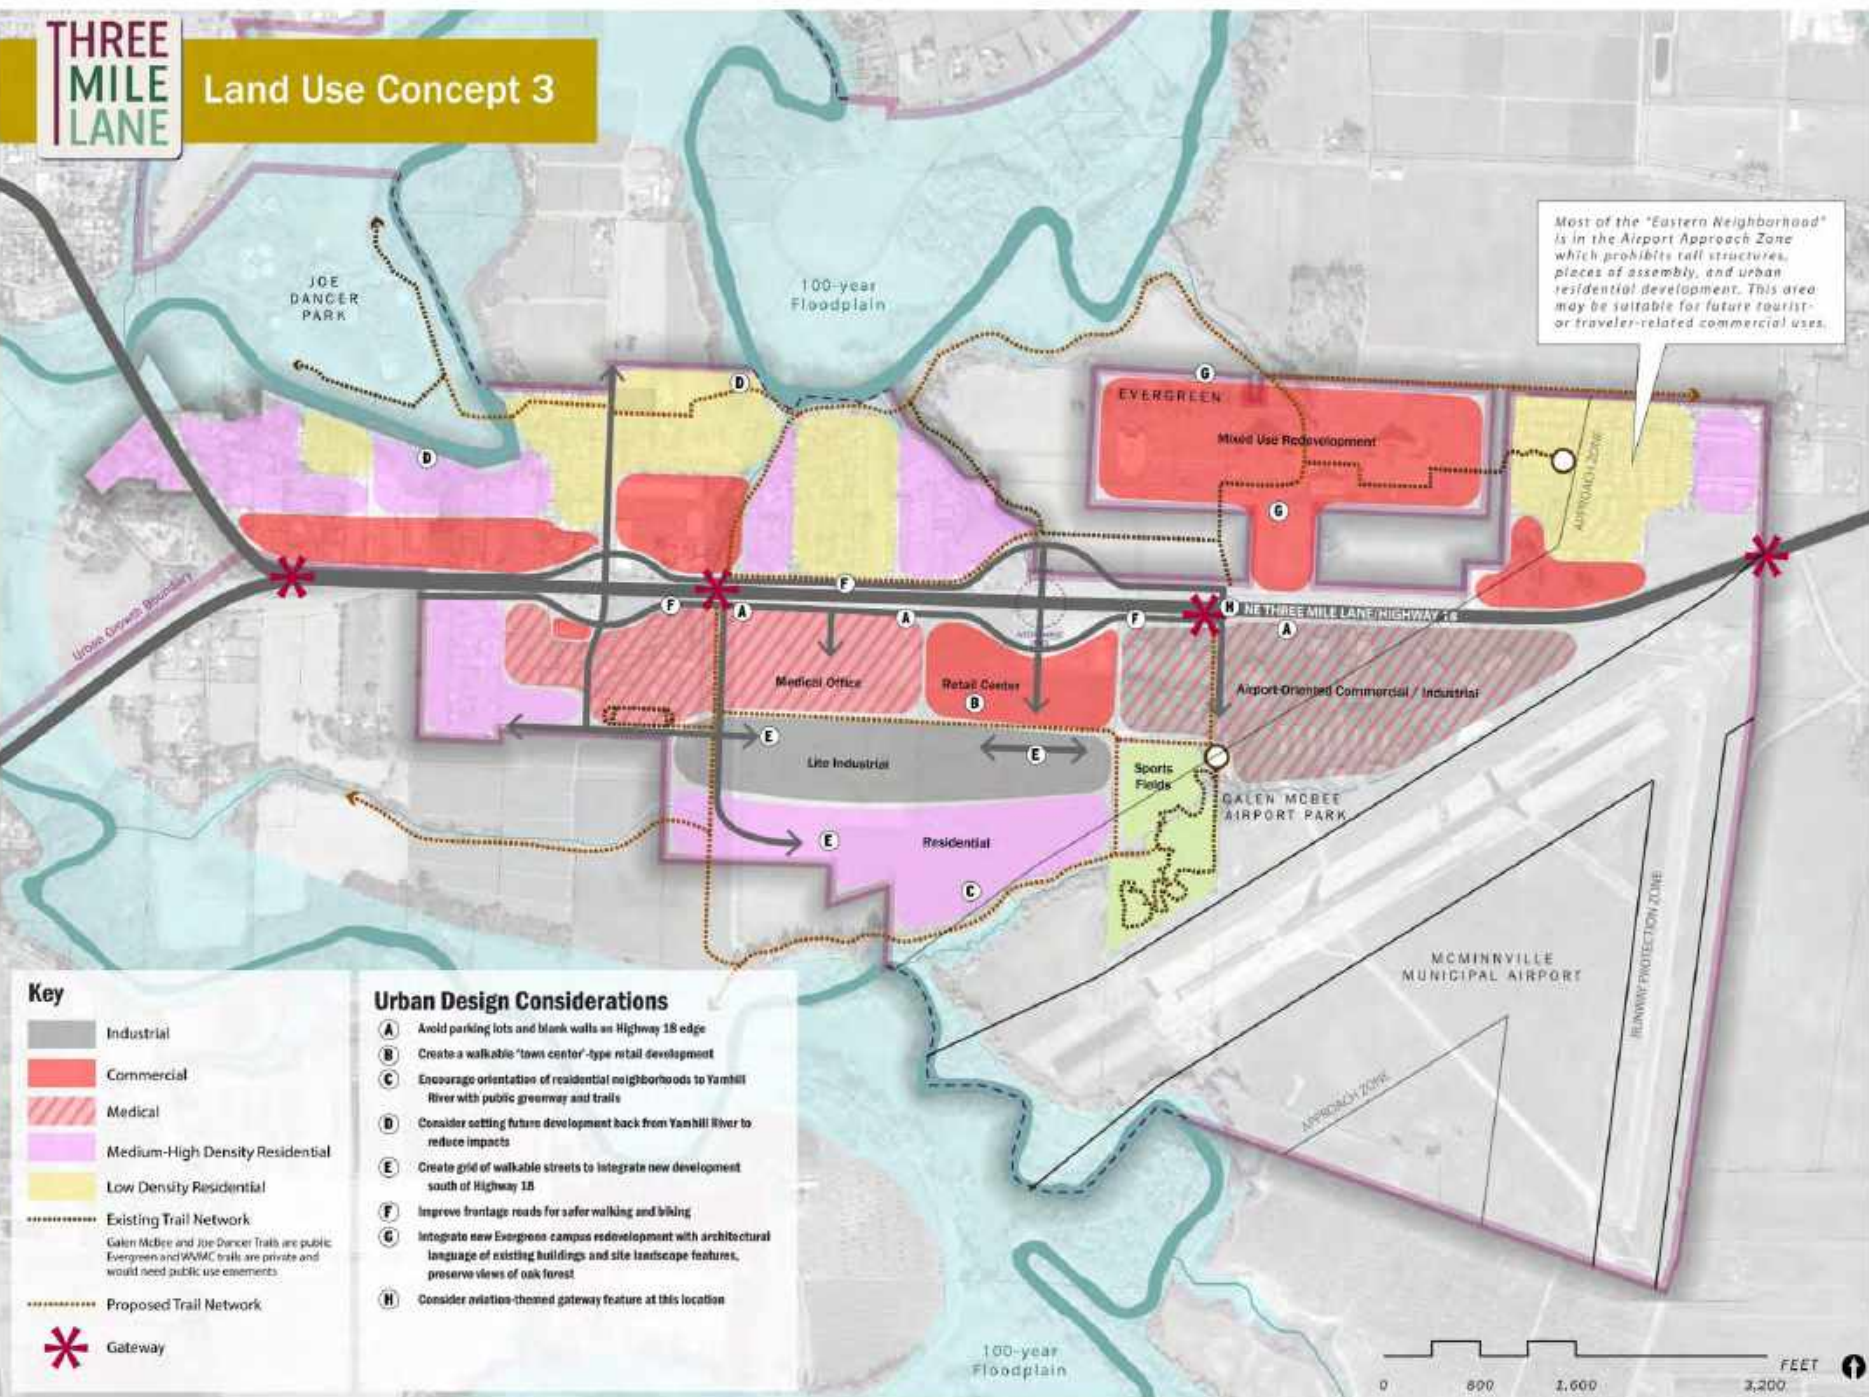 THREE
MILE
LANE
Land Use Concept 3
Most of the "Eastern Neighborhood"
is in the Airport Approach Zone
which prohibits tall structures,
places of assembly, and urban
residential development. This area
may be suitable for future tourist-
or traveler-related commercial uses.
JOE
DANCER
PARK
100-year
Floodplain
G
D
EVERGREEN
Mixed Use Redevelopment
D
APPROACH ZONE
G
Urban Growth Boundary
F
F
A
A
F
H
NE THREE MILE LANE/HIGHWAY 18
A
Medical Office
Retail Center
B
Airport-Oriented Commercial / Industrial
E
E
Lite Industrial
Sports
Fields
GALEN MCBEE
AIRPORT PARK
E
Residential
C
RUNWAY PROTECTION ZONE
MCMINNVILLE
MUNICIPAL AIRPORT
APPROACH ZONE
Key
Industrial
Commercial
Medical
Medium-High Density Residential
Low Density Residential
Existing Trail Network
Galen McBee and Joe Dancer Trails are public
Evergreen and WVMC trails are private and
would need public use easements
Proposed Trail Network
Gateway
Urban Design Considerations
A Avoid parking lots and blank walls on Highway 18 edge
B Create a walkable 'town center'-type retail development
C Encourage orientation of residential neighborhoods to Yamhill
River with public greenway and trails
D Consider setting future development back from Yamhill River to
reduce impacts
E Create grid of walkable streets to integrate new development
south of Highway 18
F Improve frontage roads for safer walking and biking
G Integrate new Evergreen campus redevelopment with architectural
language of existing buildings and site landscape features,
preserve views of oak forest
H Consider aviation-themed gateway feature at this location
100-year
Floodplain
FEET
0 800 1,600 3,200